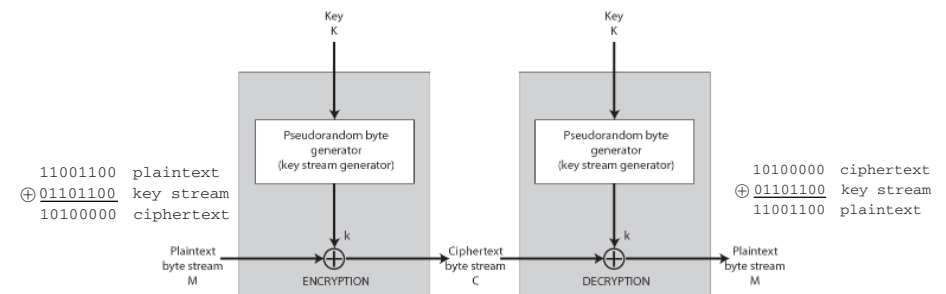 Key
K
Pseudorandom byte
generator
(key stream generator)
11001100 plaintext
⊕ 01101100 key stream
10100000 ciphertext
k
Plaintext
byte stream
M
ENCRYPTION
Ciphertext
byte stream
C
Key
K
Pseudorandom byte
generator
(key stream generator)
k
DECRYPTION
10100000 ciphertext
⊕ 01101100 key stream
11001100 plaintext
Plaintext
byte stream
M